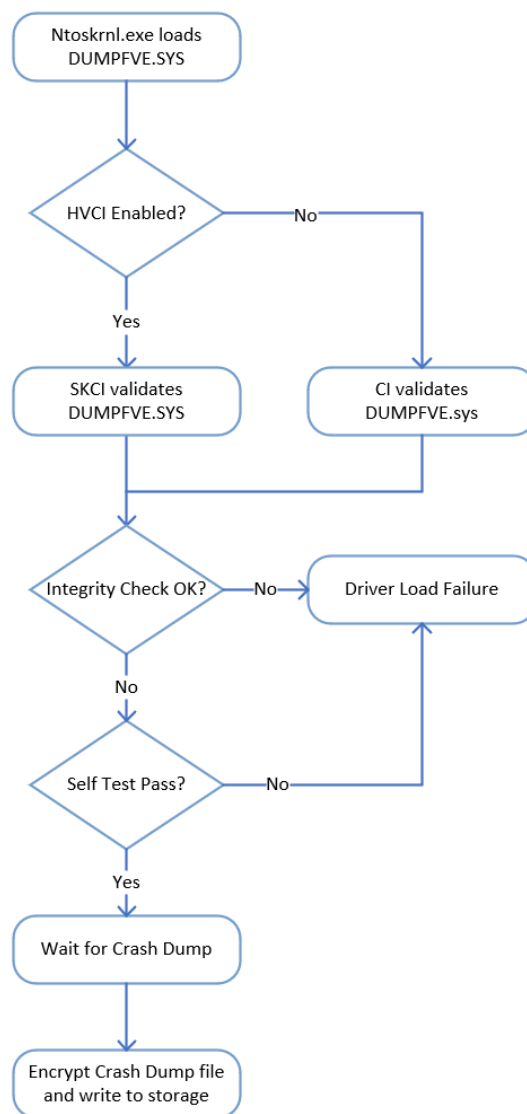 Ntoskrnl.exe loads
DUMPFVE.SYS
HVCI Enabled?
No
Yes
SKCI validates
DUMPFVE.SYS
CI validates
DUMPFVE.sys
Integrity Check OK?
No
Driver Load Failure
No
Self Test Pass?
No
Yes
Wait for Crash Dump
Encrypt Crash Dump file
and write to storage